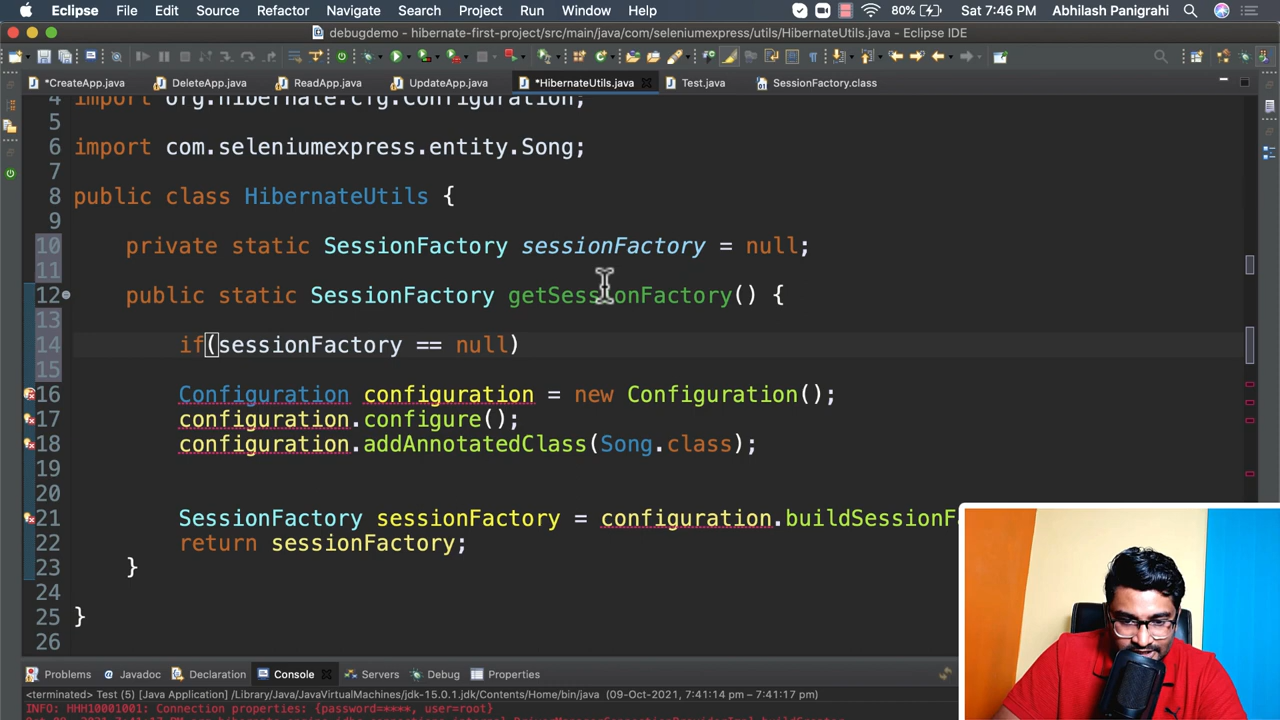 Eclipse File Edit Source Refactor Navigate Search Project Run Window Help 80% Sat 7:46 PM Abhilash Panigrahi
debugdemo - hibernate-first-project/src/main/java/com/seleniumexpress/utils/HibernateUtils.java - Eclipse IDE
*CreateApp.java DeleteApp.java ReadApp.java UpdateApp.java *HibernateUtils.java Test.java SessionFactory.class
4 import org.hibernate.cfg.Configuration;
5
6 import com.seleniumexpress.entity.Song;
7
8 public class HibernateUtils {
9
10 private static SessionFactory sessionFactory = null;
11
12 public static SessionFactory getSessionFactory() {
13
14 if(sessionFactory == null)
15
16 Configuration configuration = new Configuration();
17 configuration.configure();
18 configuration.addAnnotatedClass(Song.class);
19
20
21 SessionFactory sessionFactory = configuration.buildSessionF
22 return sessionFactory;
23 }
24
25 }
26
Problems Javadoc Declaration Console Servers Debug Properties
<terminated> Test (5) [Java Application] /Library/Java/JavaVirtualMachines/jdk-15.0.1.jdk/Contents/Home/bin/java (09-Oct-2021, 7:41:14 pm – 7:41:17 pm)
INFO: HHH10001001: Connection properties: {password=****, user=root}